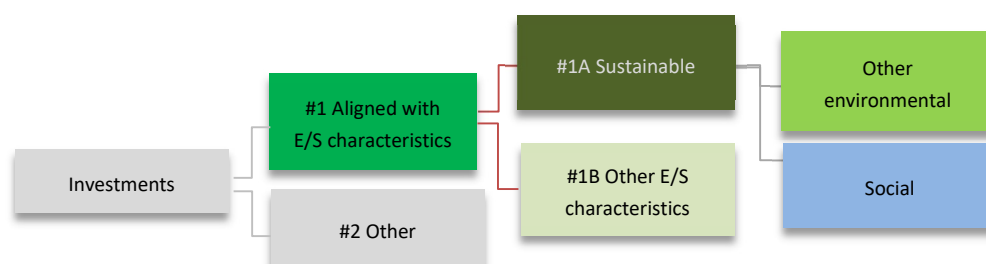 #1A Sustainable
Other
environmental
#1 Aligned with
E/S characteristics
#1B Other E/S
characteristics
Investments
Social
#2 Other